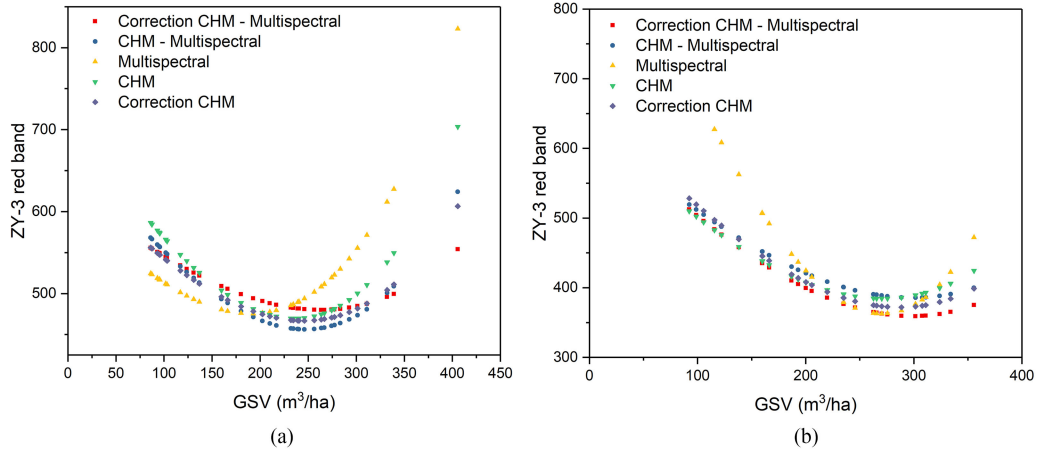 Correction CHM - Multispectral
CHM - Multispectral
Multispectral
CHM
Correction CHM
ZY-3 red band
800
700
600
500
0 50 100 150 200 250 300 350 400 450
GSV (m³/ha)
(a)
Correction CHM - Multispectral
CHM - Multispectral
Multispectral
CHM
Correction CHM
ZY-3 red band
800
700
600
500
400
300
0 100 200 300 400
GSV (m³/ha)
(b)